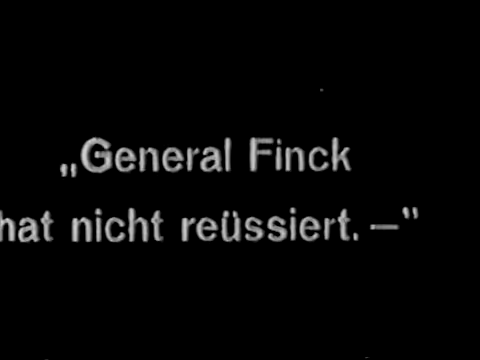 „General Finck
hat nicht reüssiert. —"